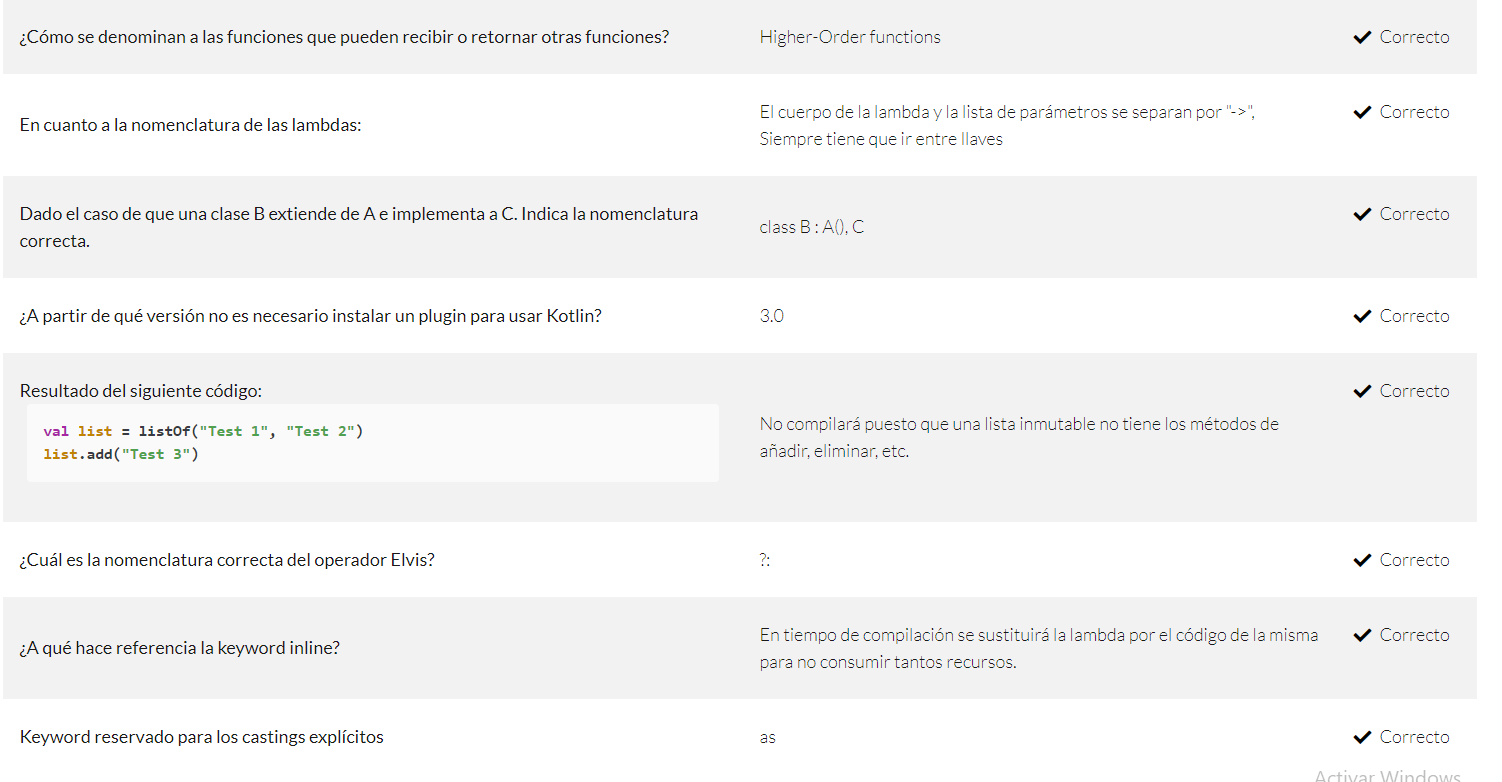 ¿Cómo se denominan a las funciones que pueden recibir o retornar otras funciones?
Higher-Order functions
Correcto
En cuanto a la nomenclatura de las lambdas:
El cuerpo de la lambda y la lista de parámetros se separan por "->",
Siempre tiene que ir entre llaves
Correcto
Dado el caso de que una clase B extiende de A e implementa a C. Indica la nomenclatura
correcta.
class B : A(), C
Correcto
¿A partir de qué versión no es necesario instalar un plugin para usar Kotlin?
3.0
Correcto
Resultado del siguiente código:
val list = listOf("Test 1", "Test 2")
list.add("Test 3")
No compilará puesto que una lista inmutable no tiene los métodos de
añadir, eliminar, etc.
Correcto
¿Cuál es la nomenclatura correcta del operador Elvis?
?:
Correcto
¿A qué hace referencia la keyword inline?
En tiempo de compilación se sustituirá la lambda por el código de la misma
para no consumir tantos recursos.
Correcto
Keyword reservado para los castings explícitos
as
Correcto
Activar Windows